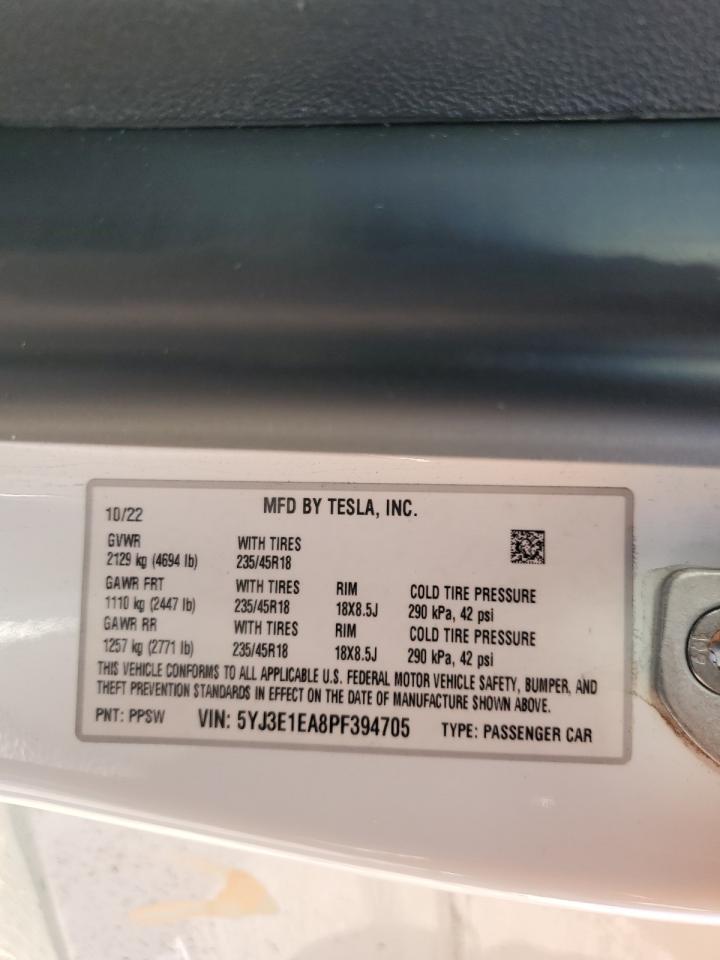 10/22 MFD BY TESLA, INC.
GVWR WITH TIRES
2129 kg (4694 lb) 235/45R18
GAWR FRT WITH TIRES RIM COLD TIRE PRESSURE
1110 kg (2447 lb) 235/45R18 18X8.5J 290 kPa, 42 psi
GAWR RR WITH TIRES RIM COLD TIRE PRESSURE
1257 kg (2771 lb) 235/45R18 18X8.5J 290 kPa, 42 psi
THIS VEHICLE CONFORMS TO ALL APPLICABLE U.S. FEDERAL MOTOR VEHICLE SAFETY, BUMPER, AND
THEFT PREVENTION STANDARDS IN EFFECT ON THE DATE OF MANUFACTURE SHOWN ABOVE.
PNT: PPSW VIN: 5YJ3E1EA8PF394705 TYPE: PASSENGER CAR